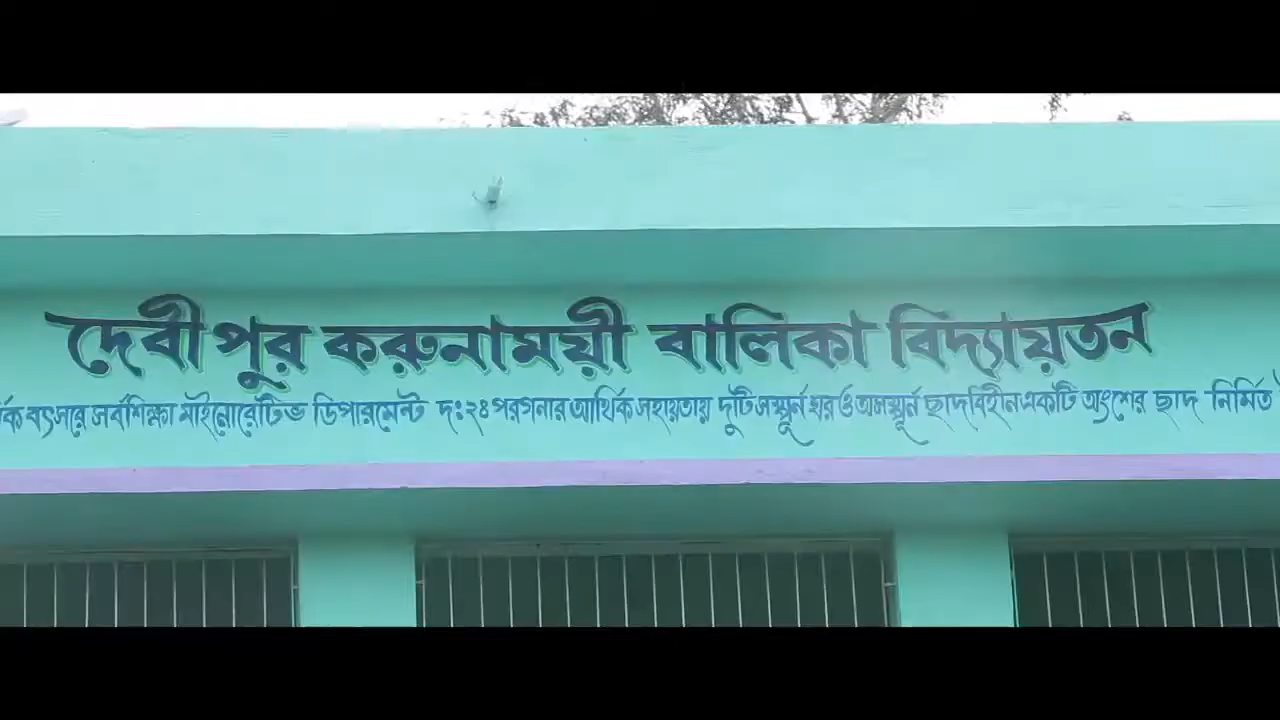 দেবীপুর করুনাময়ী বালিকা বিদ্যায়তন
বৎসরে সর্বশিক্ষা মাইনোরেটিভ ডিপারমেন্ট দঃ ২৪ পরগনার আর্থিক সহায়তায় দুটি সম্পূর্ন ঘর ও অসম্পূর্ন ছাদবিহীন একটি অংশের ছাদ নির্মিত